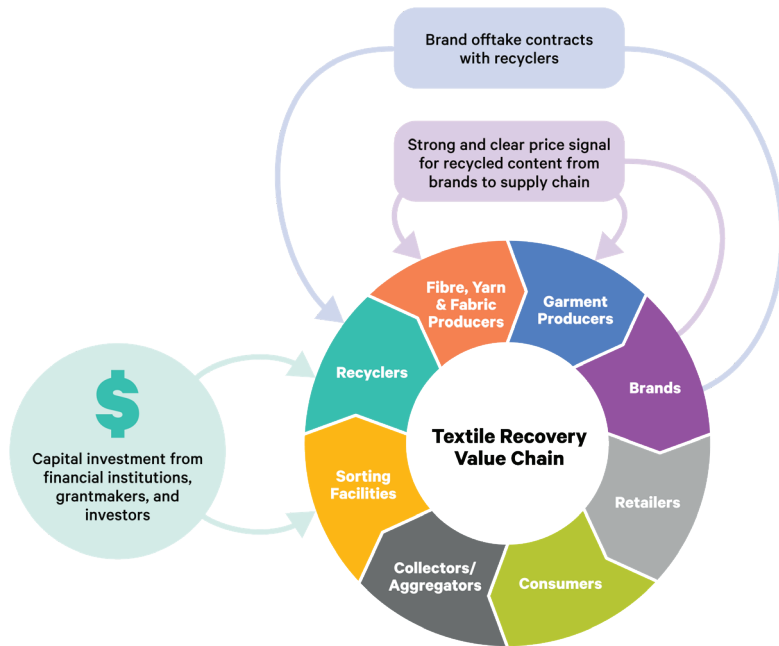 Brand offtake contracts
with recyclers
Strong and clear price signal
for recycled content from
brands to supply chain
Fibre, Yarn
& Fabric
Producers
Garment
Producers
Recyclers
Brands
$
Capital investment from
financial institutions,
grantmakers, and
investors
Textile Recovery
Value Chain
Sorting
Facilities
Retailers
Collectors/
Aggregators
Consumers